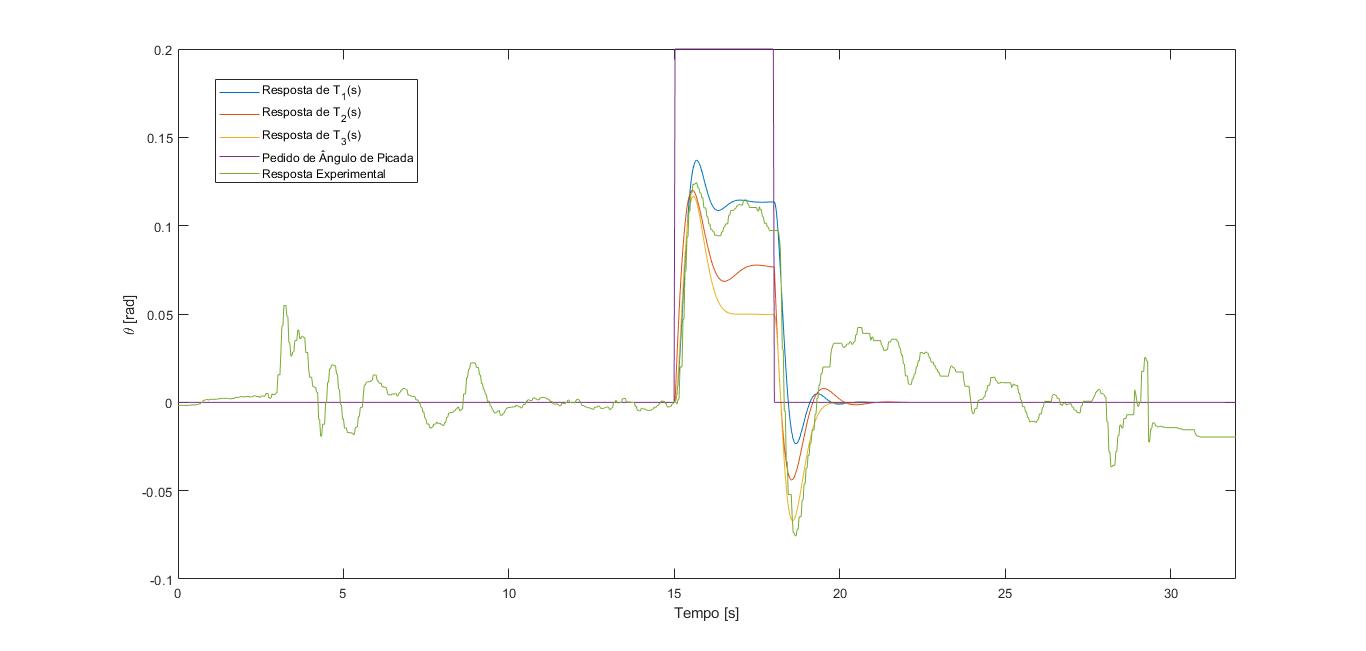 0.2
0.15
0.1
0.05
0
-0.05
-0.1
θ [rad]
Resposta de T1(s)
Resposta de T2(s)
Resposta de T3(s)
Pedido de Ângulo de Picada
Resposta Experimental
0 5 10 15 20 25 30
Tempo [s]